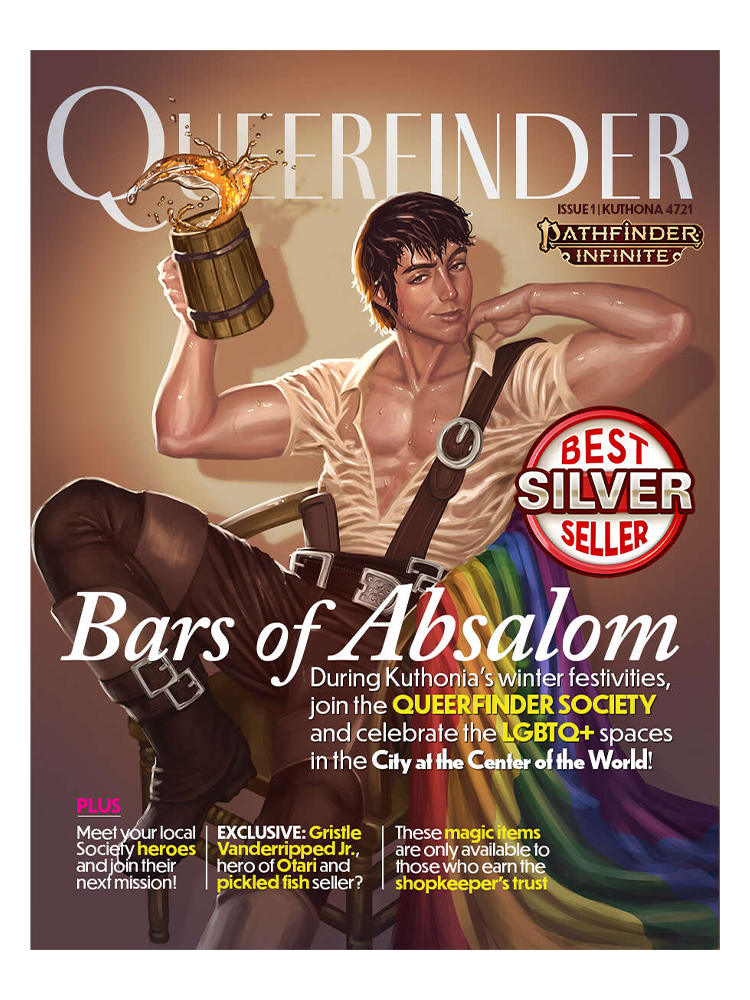 QUEERFINDER
ISSUE 1 | KUTHONA 4721
PATHFINDER
INFINITE
BEST
SILVER
SELLER
Bars of Absalom
During Kuthonia's winter festivities,
join the QUEERFINDER SOCIETY
and celebrate the LGBTQ+ spaces
in the City at the Center of the World!
PLUS
Meet your local
Society heroes
and join their
next mission!
EXCLUSIVE: Gristle
Vanderripped Jr.,
hero of Otari and
pickled fish seller?
These magic items
are only available to
those who earn the
shopkeeper's trust